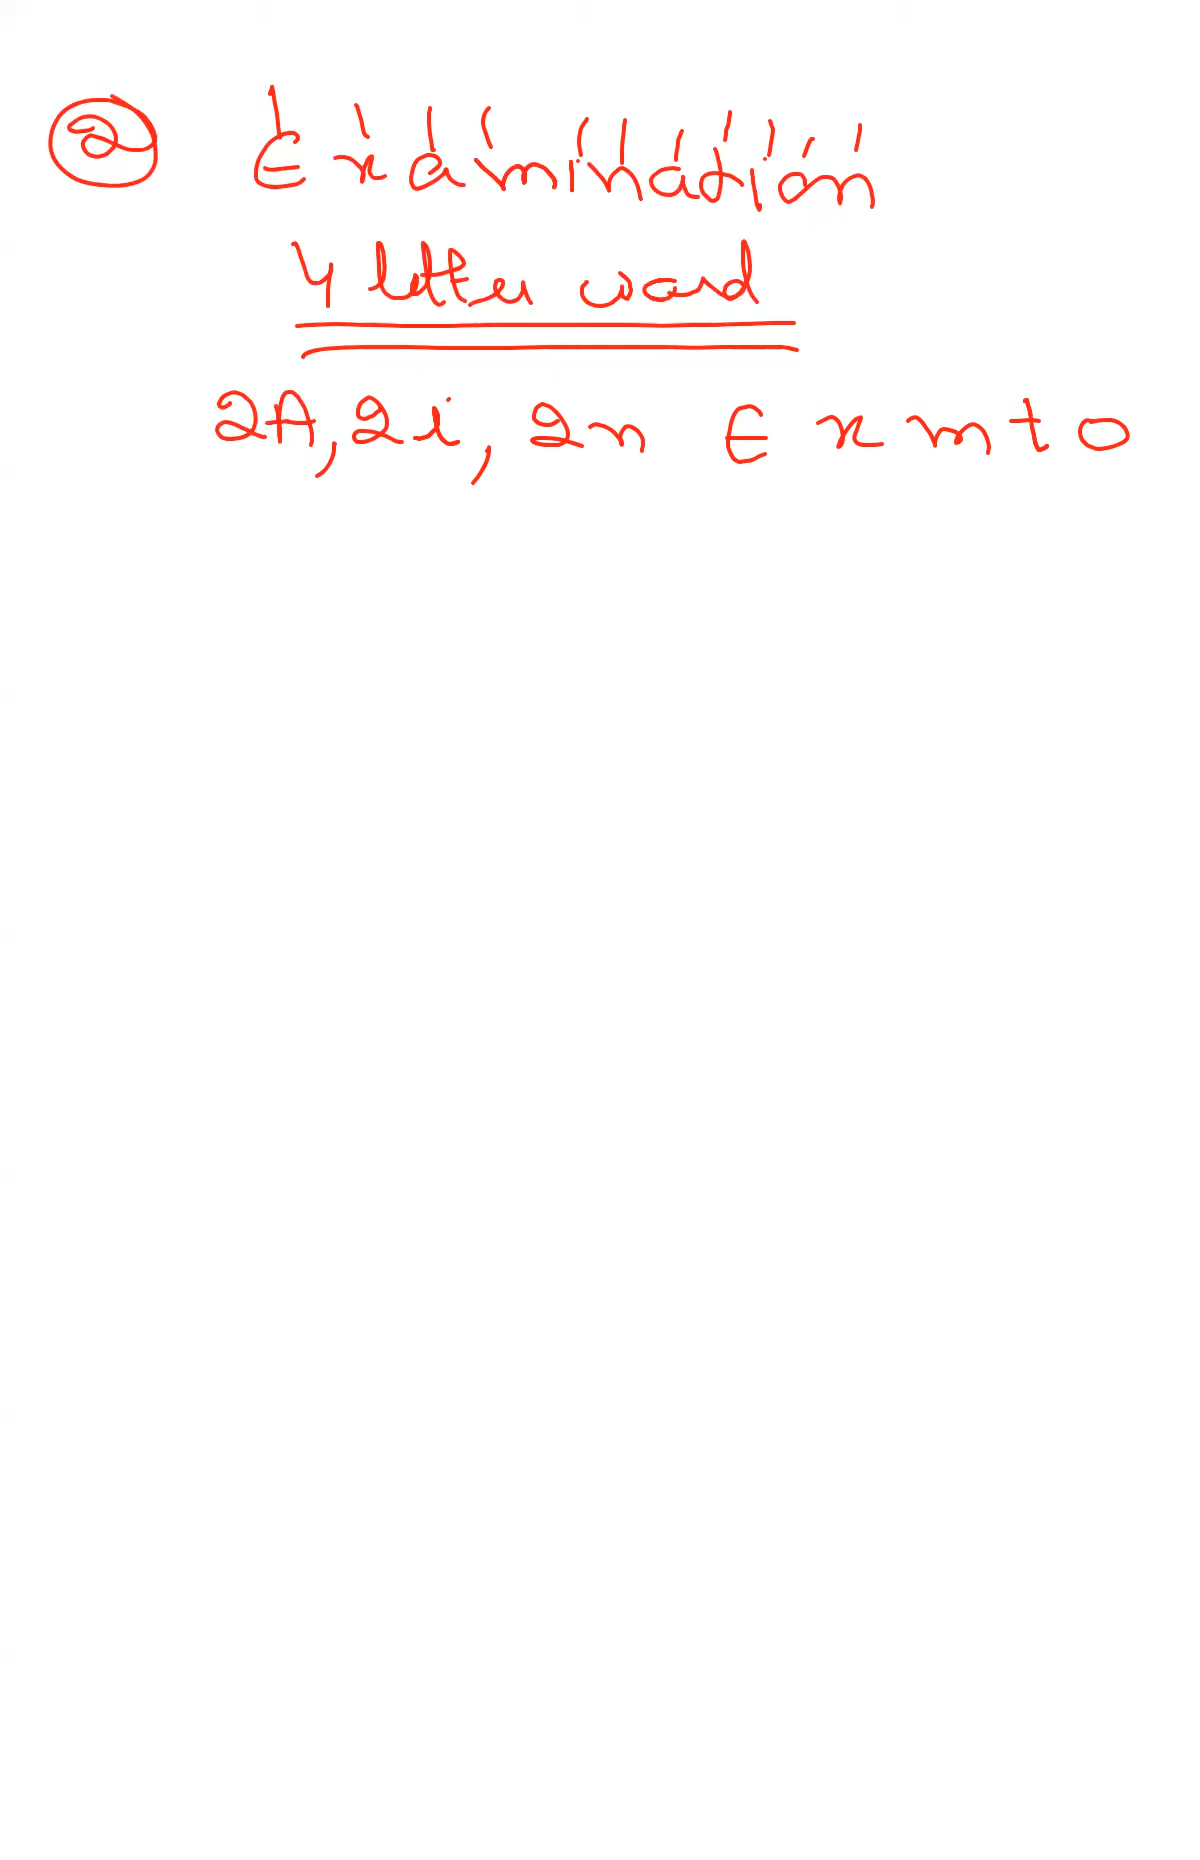 ② Examination
4 letter word
2A, 2i, 2n E x m t o